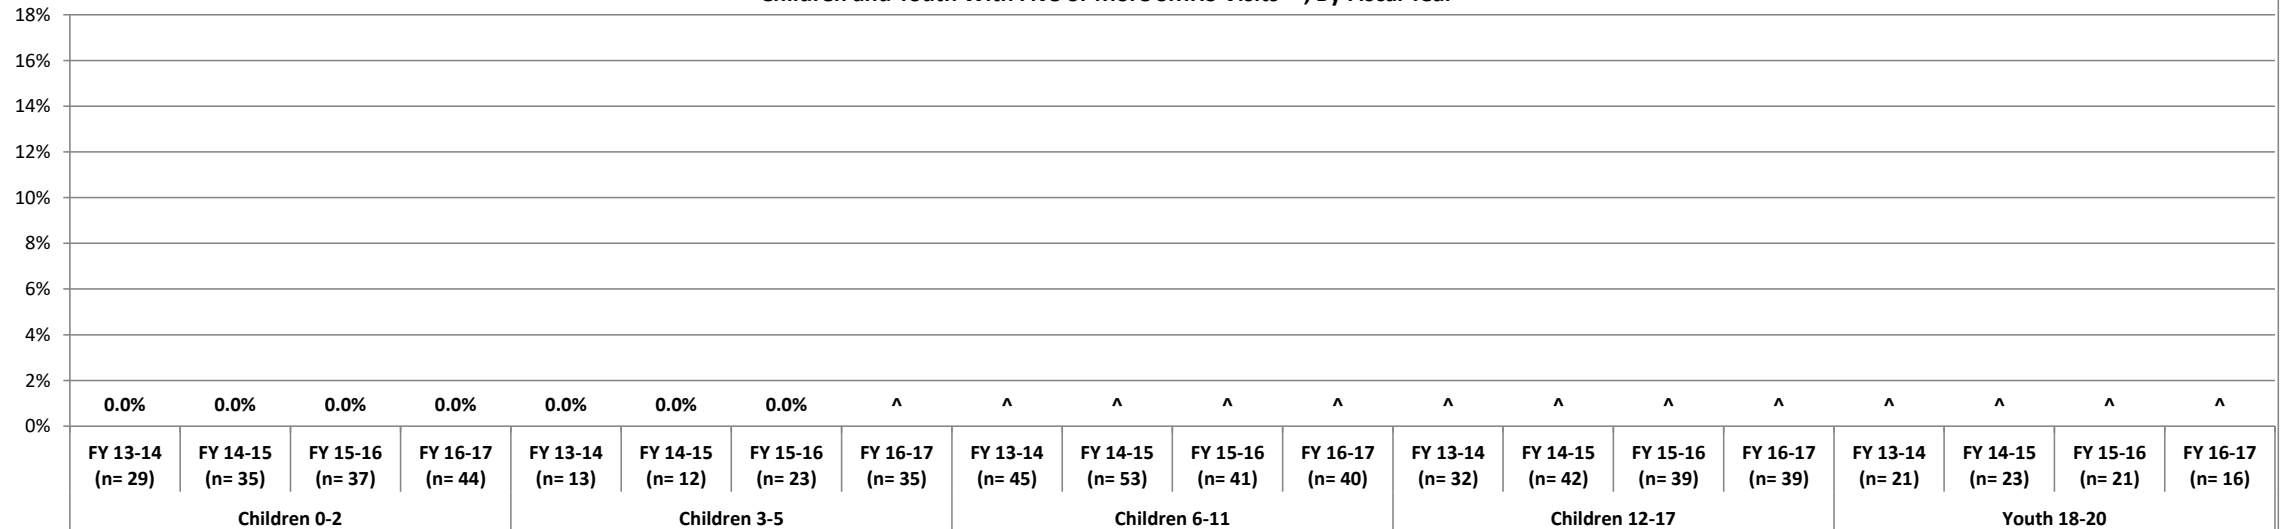 18%
16%
14%
12%
10%
8%
6%
4%
2%
0%
0.0% 0.0% 0.0% 0.0% 0.0% 0.0% 0.0% ^ ^ ^ ^ ^ ^ ^ ^ ^ ^ ^ ^ ^
FY 13-14 FY 14-15 FY 15-16 FY 16-17 FY 13-14 FY 14-15 FY 15-16 FY 16-17 FY 13-14 FY 14-15 FY 15-16 FY 16-17 FY 13-14 FY 14-15 FY 15-16 FY 16-17 FY 13-14 FY 14-15 FY 15-16 FY 16-17
(n= 29) (n= 35) (n= 37) (n= 44) (n= 13) (n= 12) (n= 23) (n= 35) (n= 45) (n= 53) (n= 41) (n= 40) (n= 32) (n= 42) (n= 39) (n= 39) (n= 21) (n= 23) (n= 21) (n= 16)
Children 0-2 Children 3-5 Children 6-11 Children 12-17 Youth 18-20